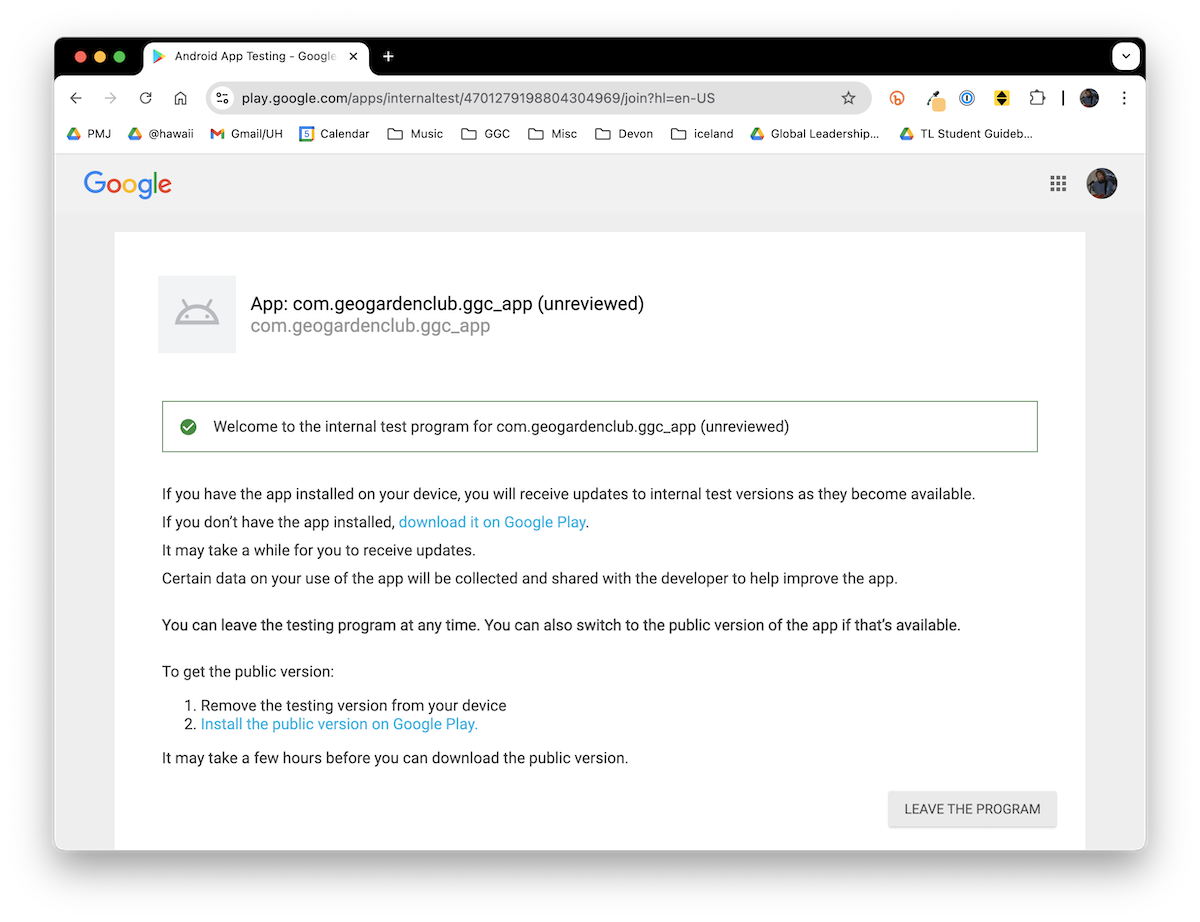 Android App Testing - Google
play.google.com/apps/internaltest/4701279198804304969/join?hl=en-US
PMJ @hawaii Gmail/UH 5 Calendar Music GGC Misc Devon iceland Global Leadership... TL Student Guideb...
Google
App: com.geogardenclub.ggc_app (unreviewed)
com.geogardenclub.ggc_app
Welcome to the internal test program for com.geogardenclub.ggc_app (unreviewed)
If you have the app installed on your device, you will receive updates to internal test versions as they become available.
If you don’t have the app installed, download it on Google Play.
It may take a while for you to receive updates.
Certain data on your use of the app will be collected and shared with the developer to help improve the app.
You can leave the testing program at any time. You can also switch to the public version of the app if that’s available.
To get the public version:
1. Remove the testing version from your device
2. Install the public version on Google Play.
It may take a few hours before you can download the public version.
LEAVE THE PROGRAM